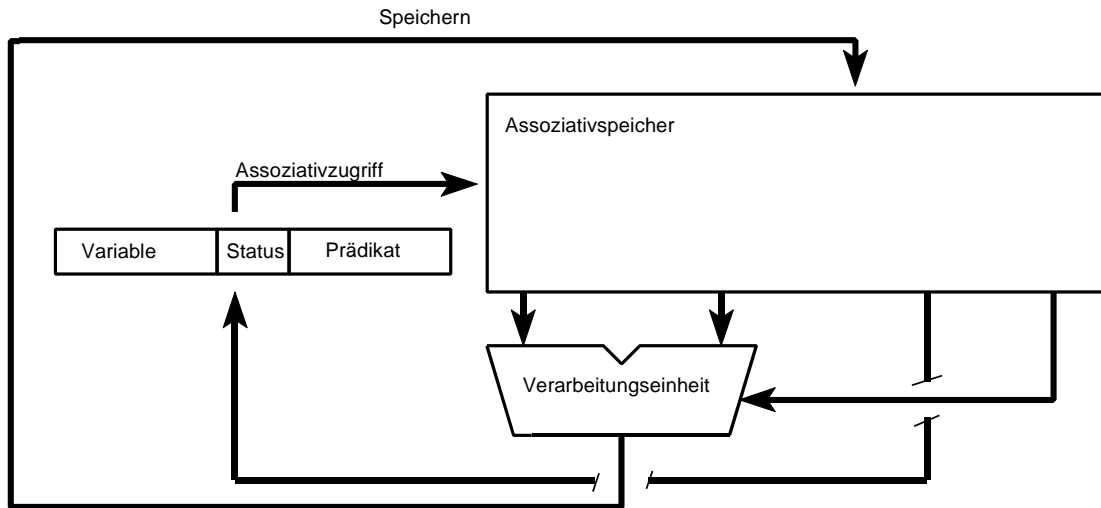 Speichern
Assoziativspeicher
Assoziativzugriff
Variable Status Prädikat
Verarbeitungseinheit